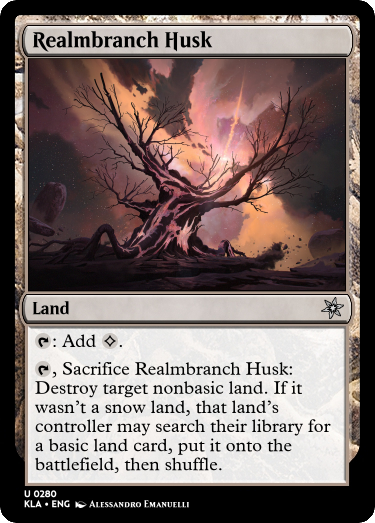 Realmbranch Husk
Land
: Add .
, Sacrifice Realmbranch Husk:
Destroy target nonbasic land. If it
wasn't a snow land, that land's
controller may search their library for
a basic land card, put it onto the
battlefield, then shuffle.
U 0280
KLA • ENG Alessandro Emanuelli